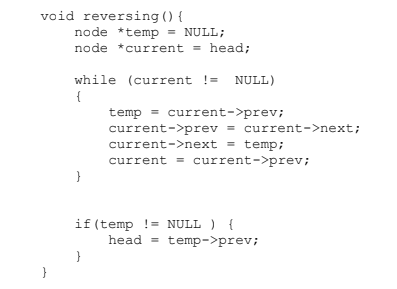 void reversing(){
    node *temp = NULL;
    node *current = head;

    while (current !=  NULL)
    {
        temp = current->prev;
        current->prev = current->next;
        current->next = temp;
        current = current->prev;
    }


    if(temp != NULL ) {
        head = temp->prev;
    }
}